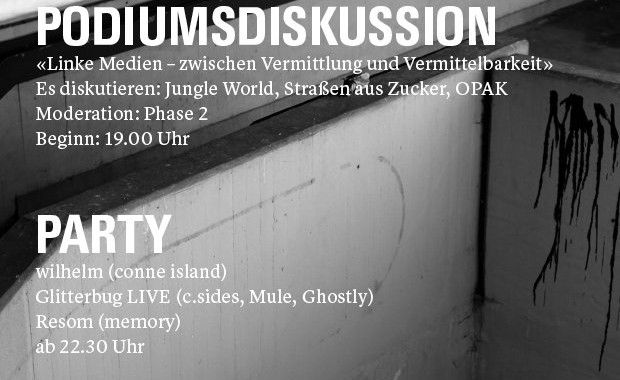 PODIUMSDISKUSSION
«Linke Medien – zwischen Vermittlung und Vermittelbarkeit»
Es diskutieren: Jungle World, Straßen aus Zucker, OPAK
Moderation: Phase 2
Beginn: 19.00 Uhr
PARTY
wilhelm (conne island)
Glitterbug LIVE (c.sides, Mule, Ghostly)
Resom (memory)
ab 22.30 Uhr